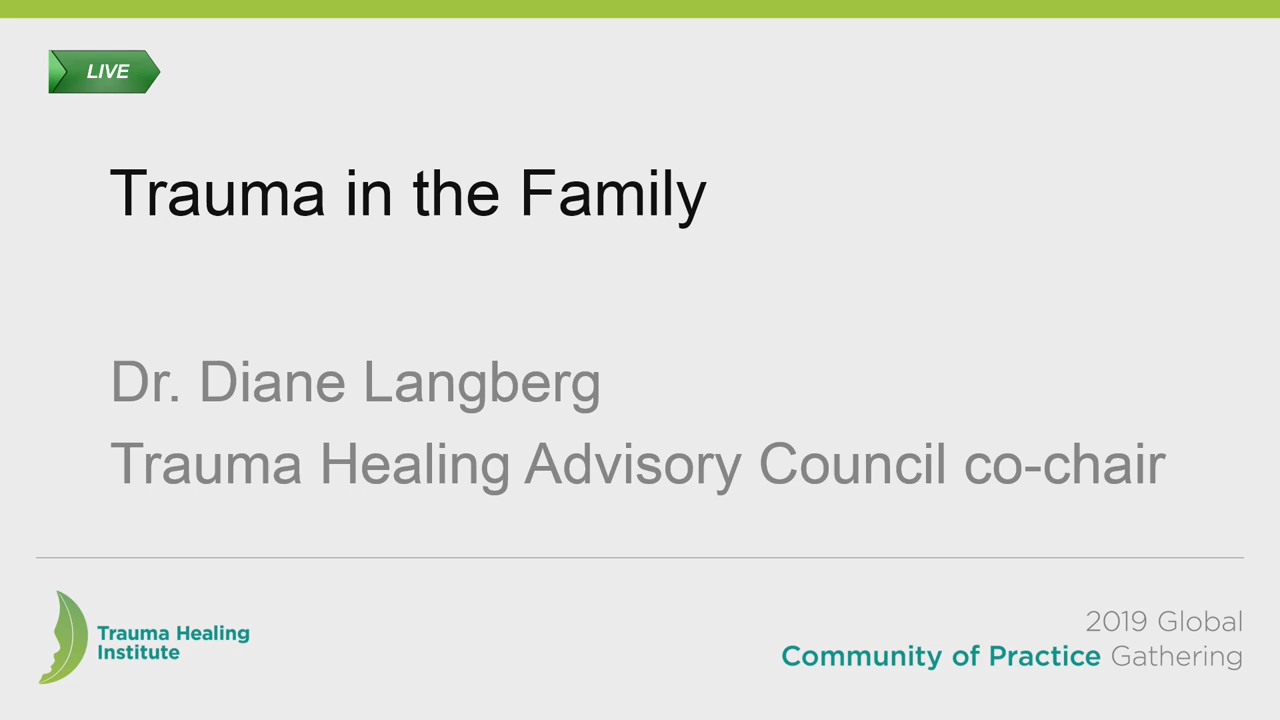 LIVE
Trauma in the Family
Dr. Diane Langberg
Trauma Healing Advisory Council co-chair
Trauma Healing
Institute
2019 Global
Community of Practice Gathering